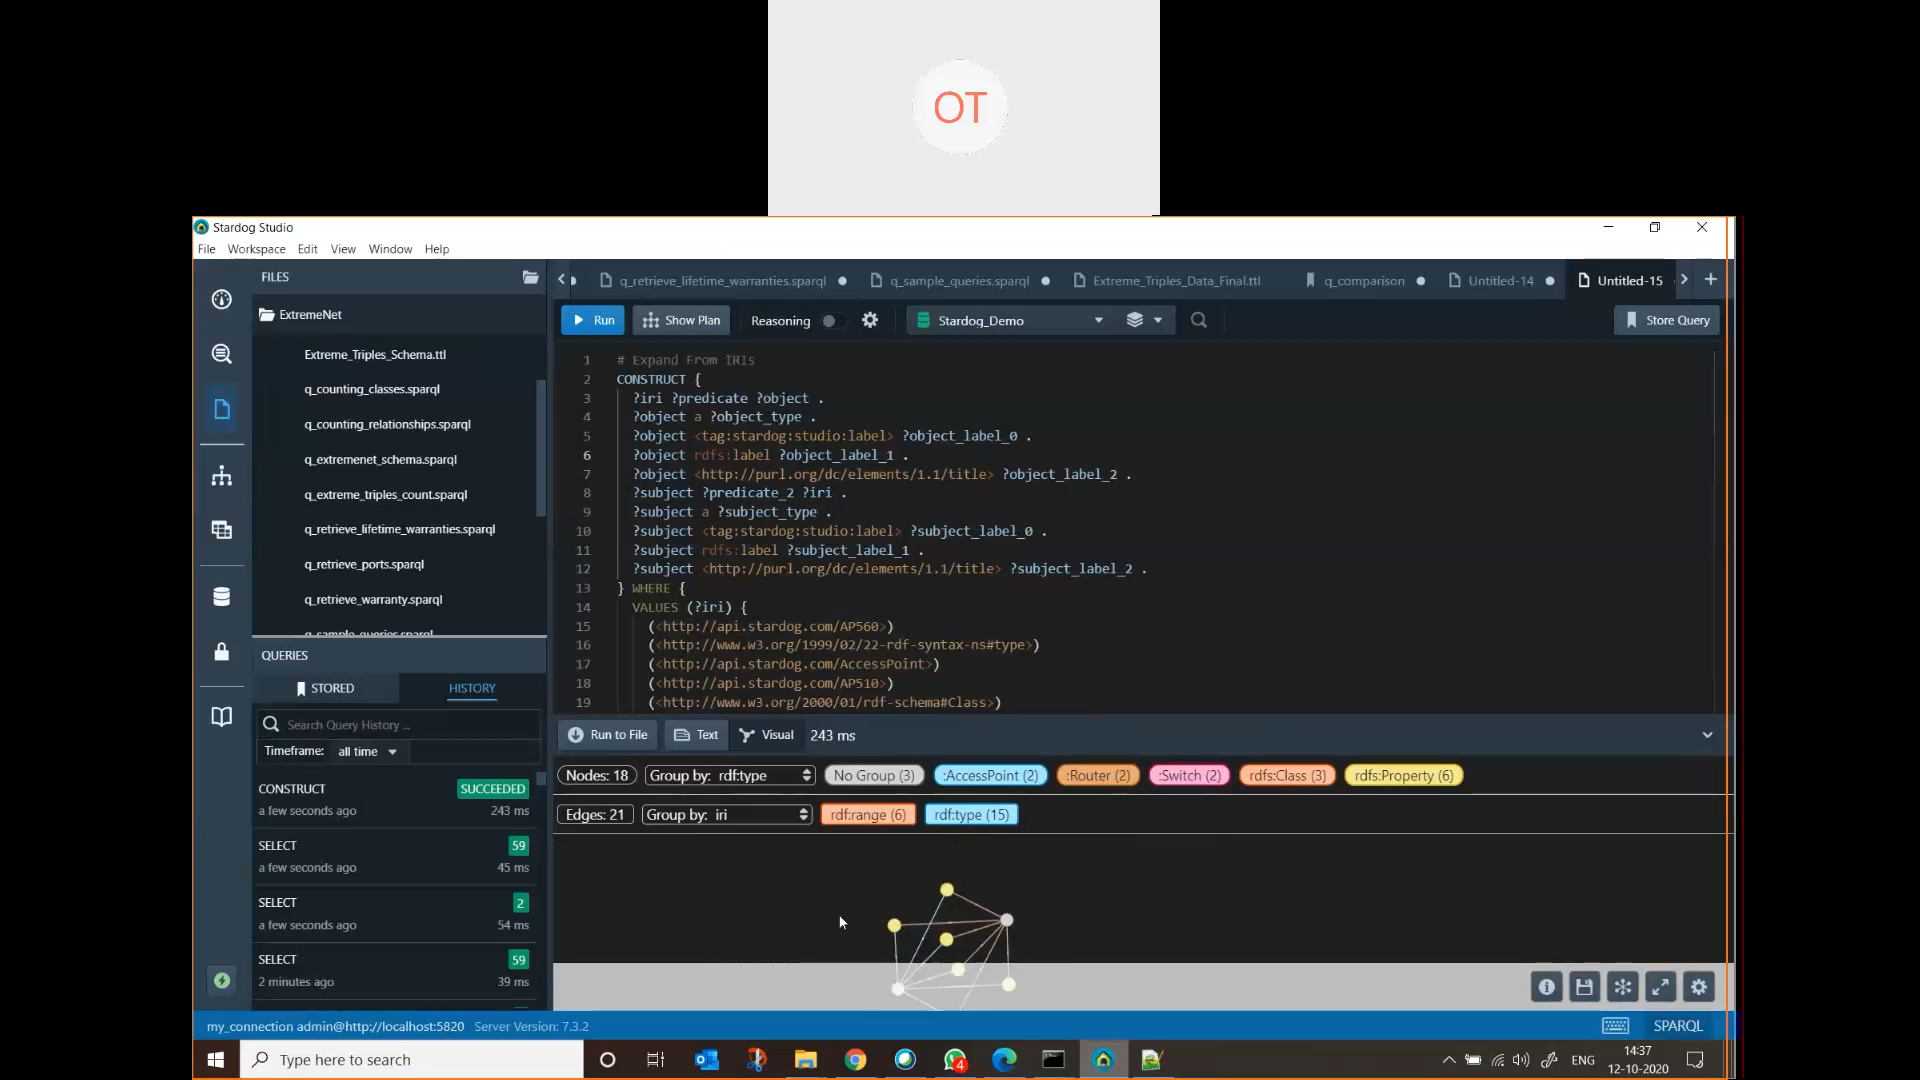 OT
Stardog Studio
File Workspace Edit View Window Help
FILES
ExtremeNet
Extreme_Triples_Schema.ttl
q_counting_classes.sparql
q_counting_relationships.sparql
q_extremenet_schema.sparql
q_extreme_triples_count.sparql
q_retrieve_lifetime_warranties.sparql
q_retrieve_ports.sparql
q_retrieve_warranty.sparql
q_sample_queries.sparql
QUERIES
STORED HISTORY
Search Query History ...
Timeframe: all time
CONSTRUCT SUCCEEDED
a few seconds ago 243 ms
SELECT 59
a few seconds ago 45 ms
SELECT 2
a few seconds ago 54 ms
SELECT 59
2 minutes ago 39 ms
q_retrieve_lifetime_warranties.sparql q_sample_queries.sparql Extreme_Triples_Data_Final.ttl q_comparison Untitled-14 Untitled-15
Run Show Plan Reasoning Stardog_Demo Store Query
1 # Expand From IRIs
2 CONSTRUCT {
3 ?iri ?predicate ?object .
4 ?object a ?object_type .
5 ?object <tag:stardog:studio:label> ?object_label_0 .
6 ?object rdfs:label ?object_label_1 .
7 ?object <http://purl.org/dc/elements/1.1/title> ?object_label_2 .
8 ?subject ?predicate_2 ?iri .
9 ?subject a ?subject_type .
10 ?subject <tag:stardog:studio:label> ?subject_label_0 .
11 ?subject rdfs:label ?subject_label_1 .
12 ?subject <http://purl.org/dc/elements/1.1/title> ?subject_label_2 .
13 } WHERE {
14 VALUES (?iri) {
15 (<http://api.stardog.com/AP560>)
16 (<http://www.w3.org/1999/02/22-rdf-syntax-ns#type>)
17 (<http://api.stardog.com/AccessPoint>)
18 (<http://api.stardog.com/AP510>)
19 (<http://www.w3.org/2000/01/rdf-schema#Class>)
Run to File Text Visual 243 ms
Nodes: 18 Group by: rdf:type No Group (3) :AccessPoint (2) :Router (2) :Switch (2) rdfs:Class (3) rdfs:Property (6)
Edges: 21 Group by: iri rdf:range (6) rdf:type (15)
my_connection admin@http://localhost:5820 Server Version: 7.3.2 SPARQL
Type here to search
4
ENG
14:37
12-10-2020